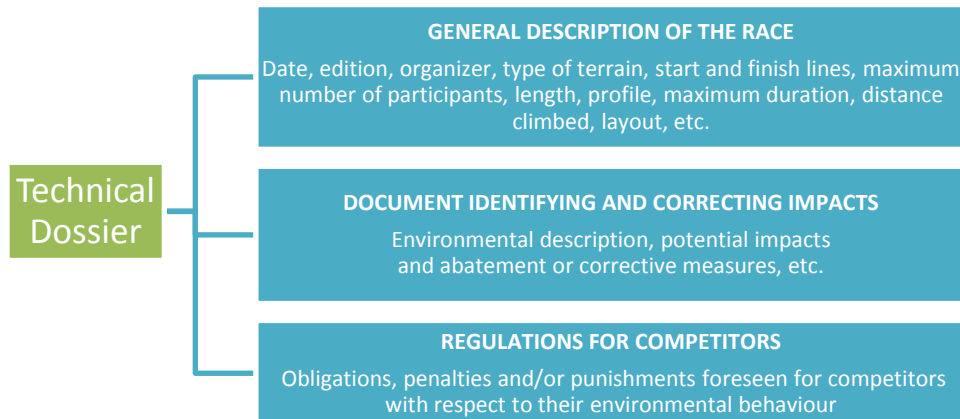 Technical
Dossier
GENERAL DESCRIPTION OF THE RACE
Date, edition, organizer, type of terrain, start and finish lines, maximum
number of participants, length, profile, maximum duration, distance
climbed, layout, etc.
DOCUMENT IDENTIFYING AND CORRECTING IMPACTS
Environmental description, potential impacts
and abatement or corrective measures, etc.
REGULATIONS FOR COMPETITORS
Obligations, penalties and/or punishments foreseen for competitors
with respect to their environmental behaviour